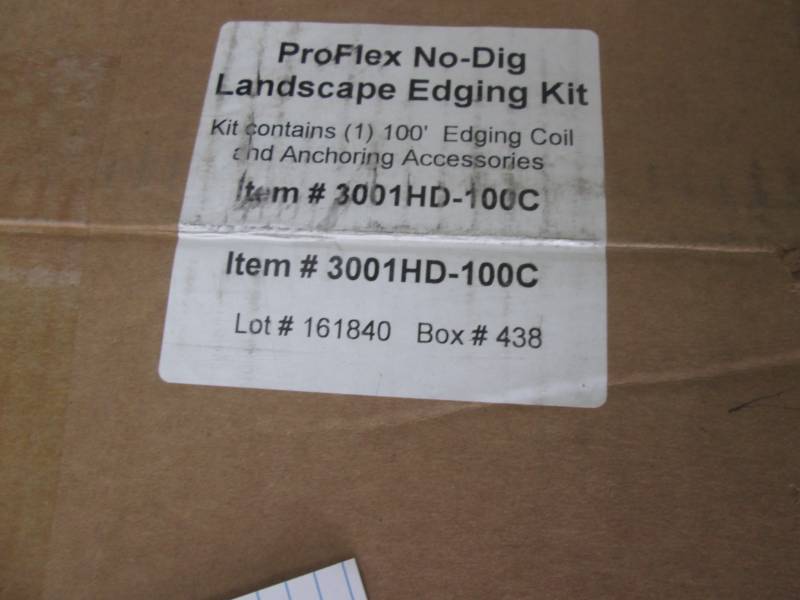 ProFlex No-Dig
Landscape Edging Kit
Kit contains (1) 100' Edging Coil
and Anchoring Accessories
Item # 3001HD-100C
Item # 3001HD-100C
Lot # 161840 Box # 438